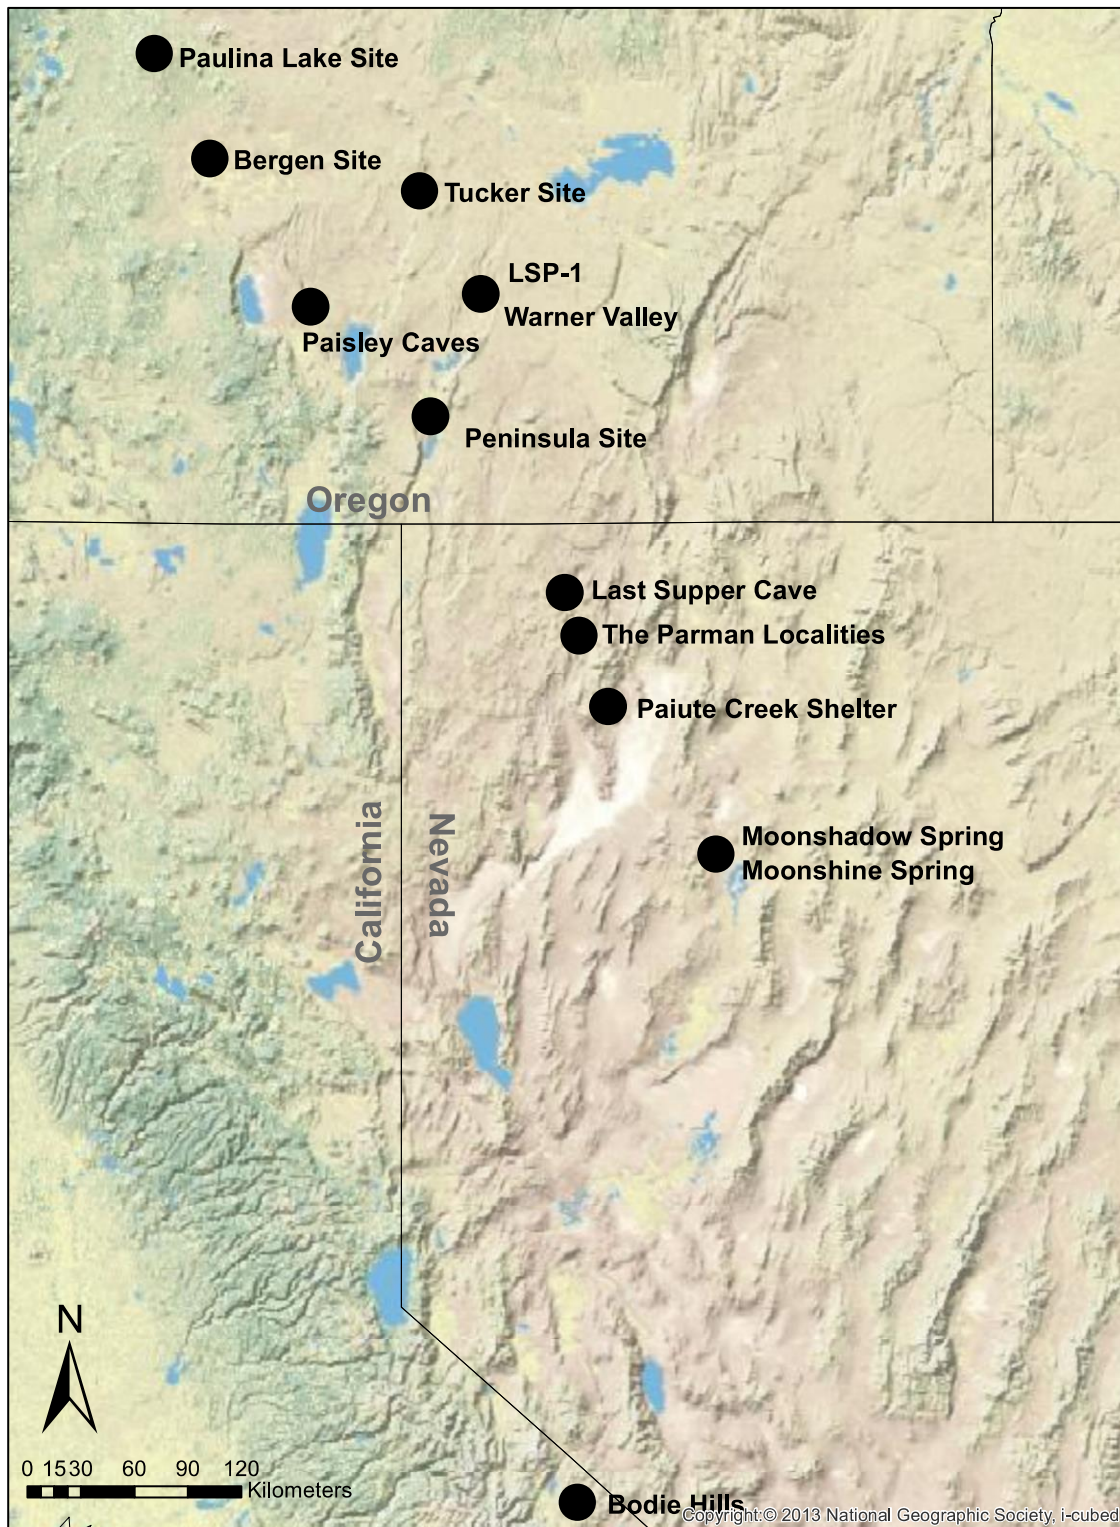 Paulina Lake Site
Bergen Site
Tucker Site
LSP-1
Warner Valley
Paisley Caves
Peninsula Site
Oregon
Last Supper Cave
The Parman Localities
Paiute Creek Shelter
California
Nevada
Moonshadow Spring
Moonshine Spring
N
0 15 30 60 90 120
Kilometers
Bodie Hills
Copyright:© 2013 National Geographic Society, i-cubed